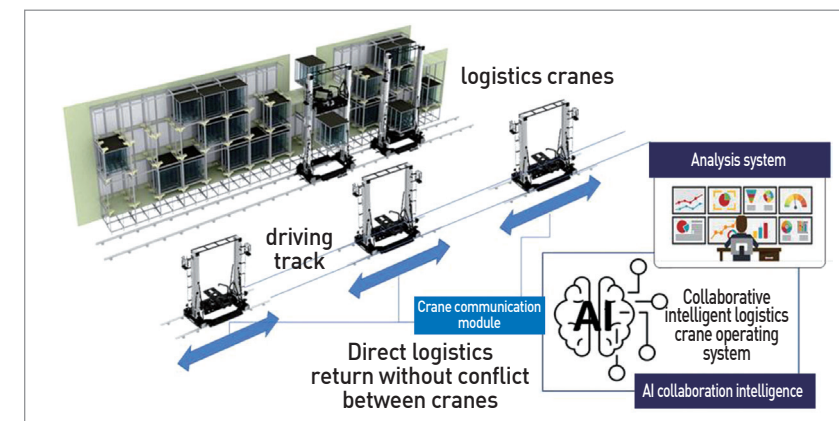 logistics cranes
Analysis system
driving
track
Crane communication
module
AI
Collaborative
intelligent logistics
crane operating
system
Direct logistics
return without conflict
between cranes
AI collaboration intelligence